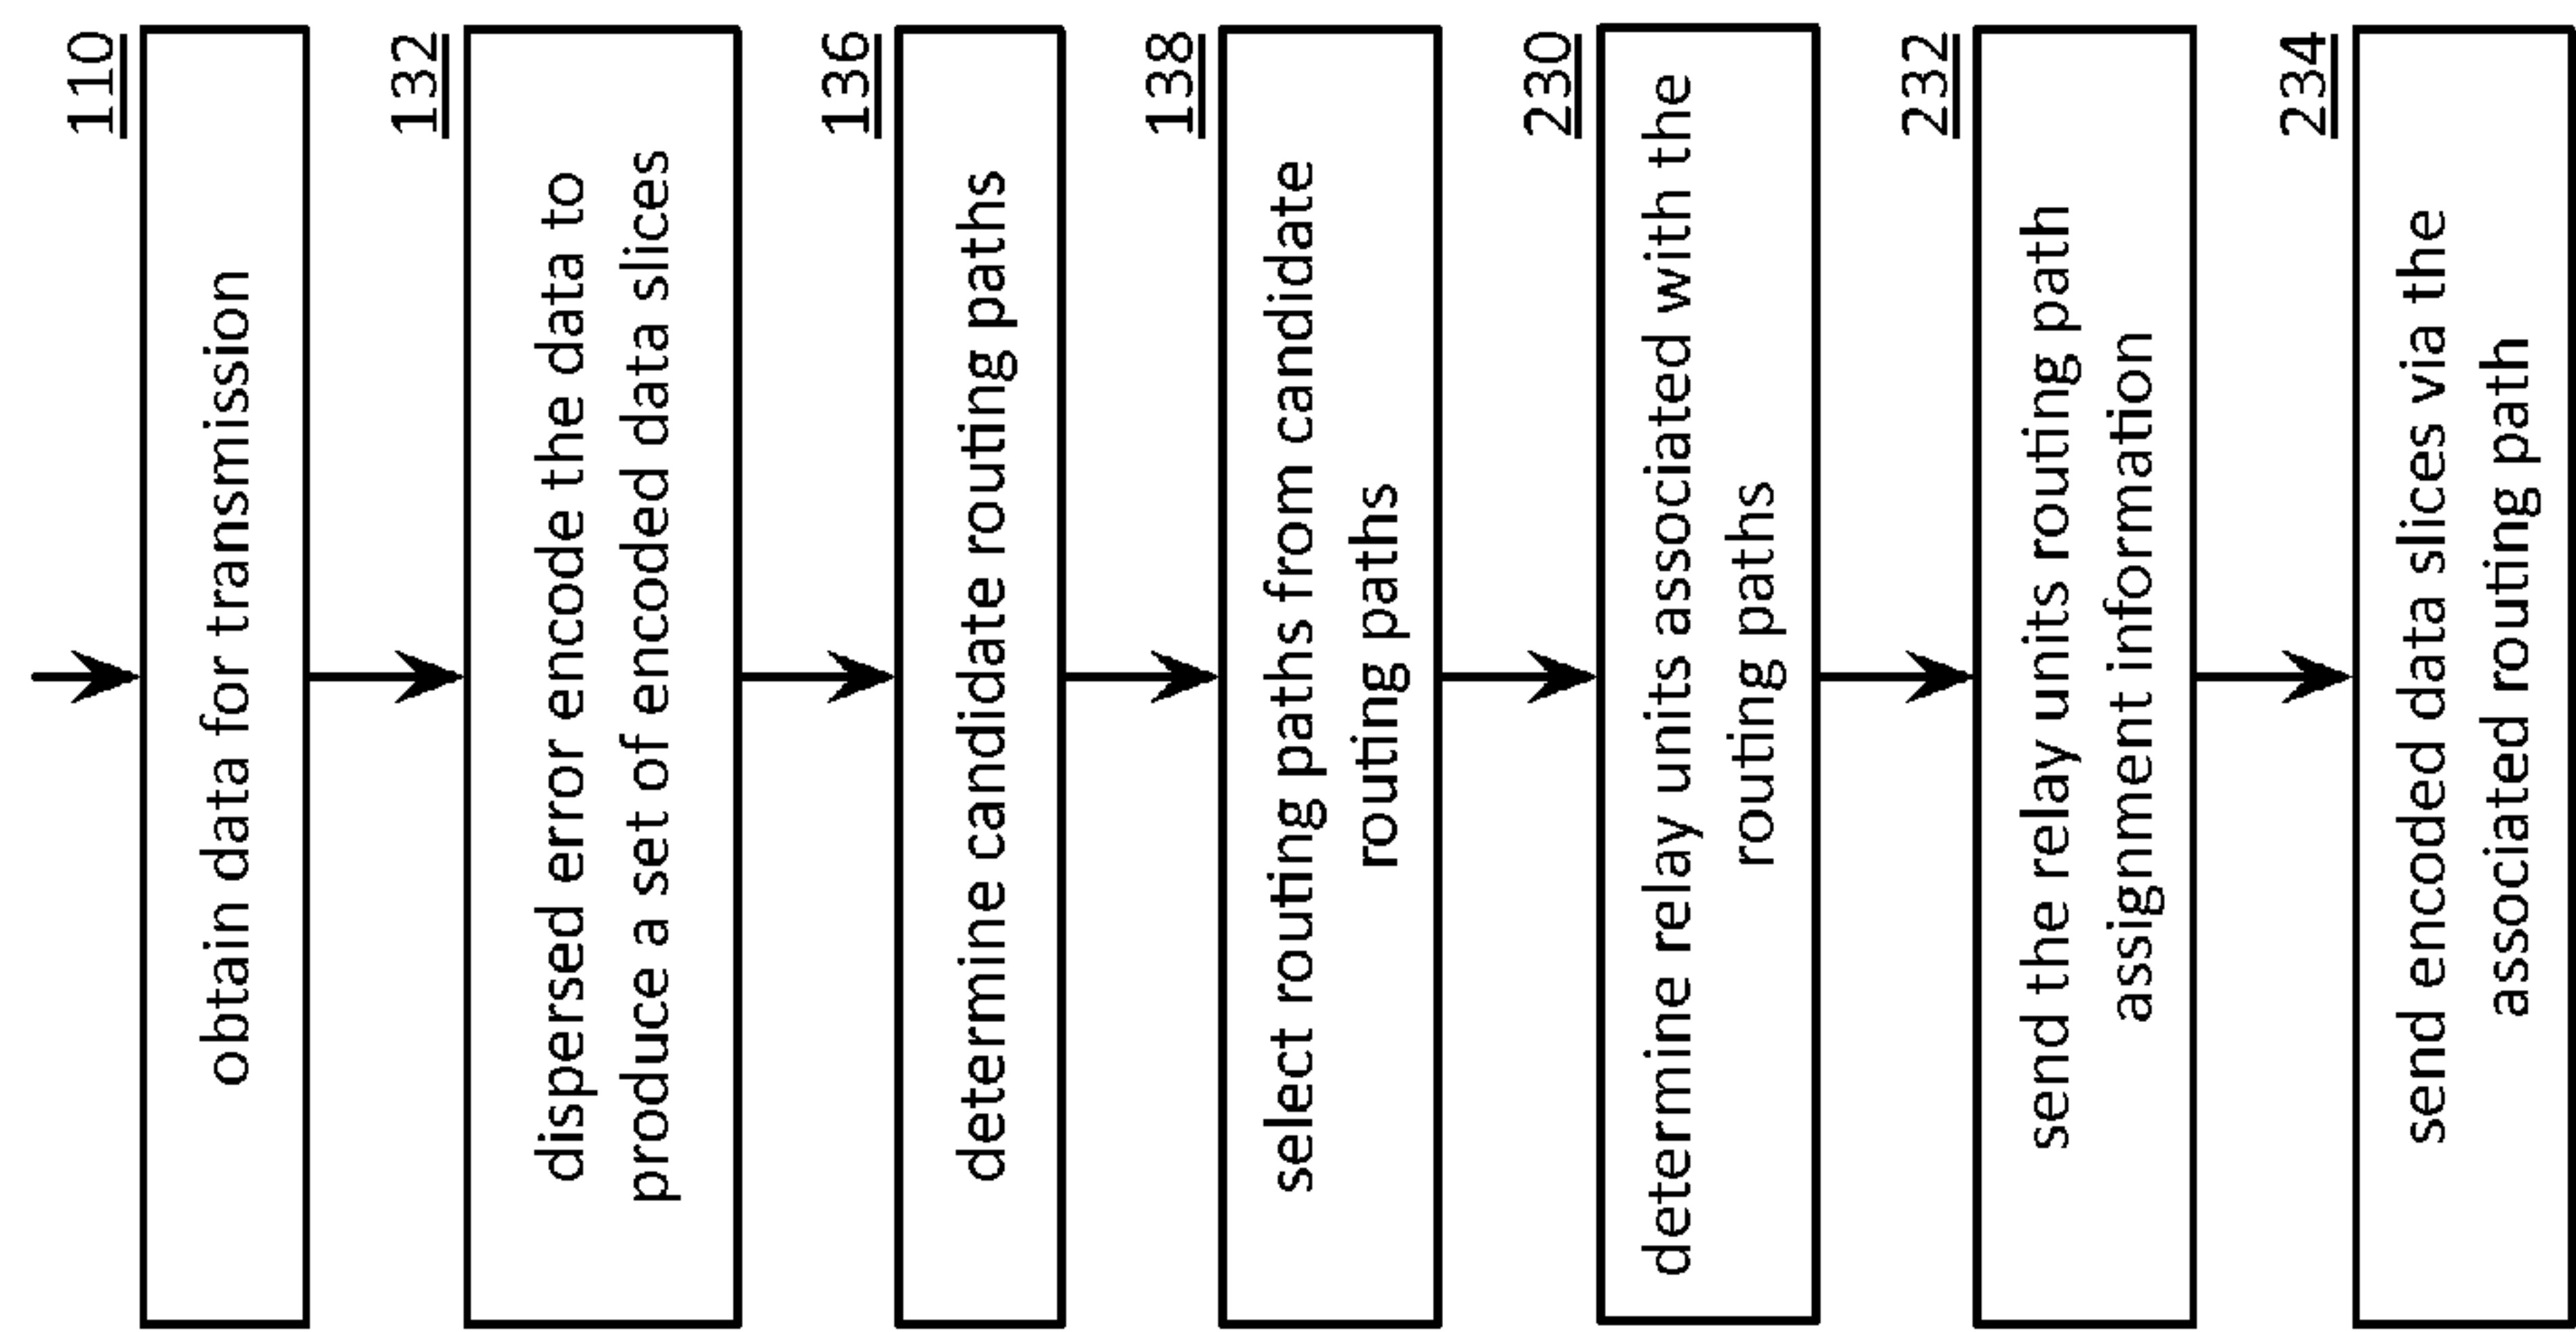 110
obtain data for transmission
132
dispersed error encode the data to
produce a set of encoded data slices
136
determine candidate routing paths
138
select routing paths from candidate
routing paths
230
determine relay units associated with the
routing paths
232
send the relay units routing path
assignment information
234
send encoded data slices via the
associated routing path